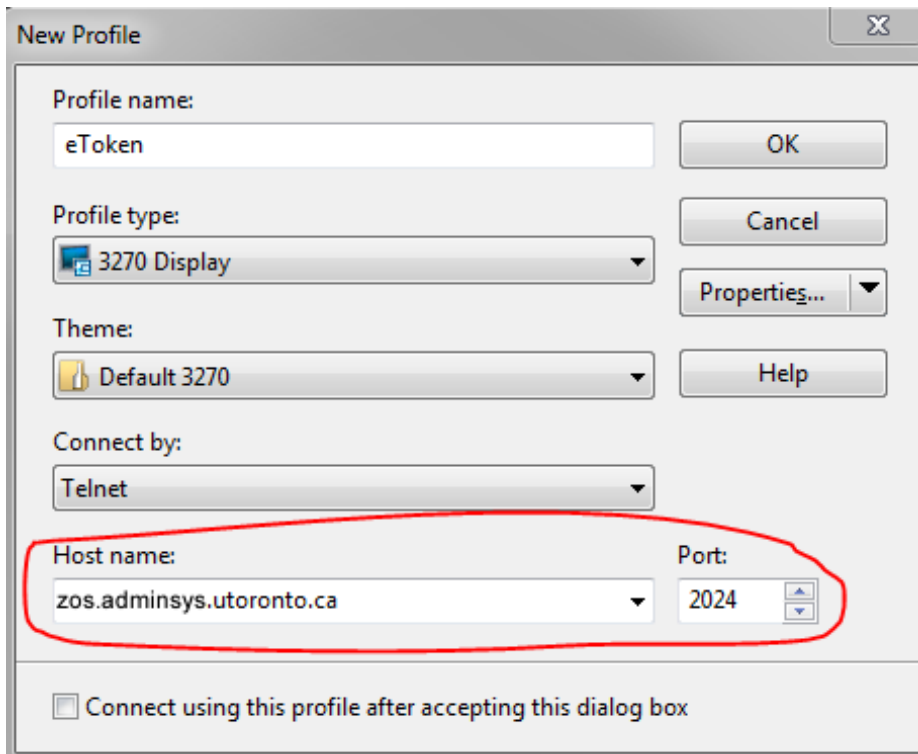 New Profile
Profile name:
eToken
OK
Profile type:
Cancel
3270 Display
Properties...
Theme:
Default 3270
Help
Connect by:
Telnet
Host name:
Port:
zos.adminsys.utoronto.ca
2024
Connect using this profile after accepting this dialog box